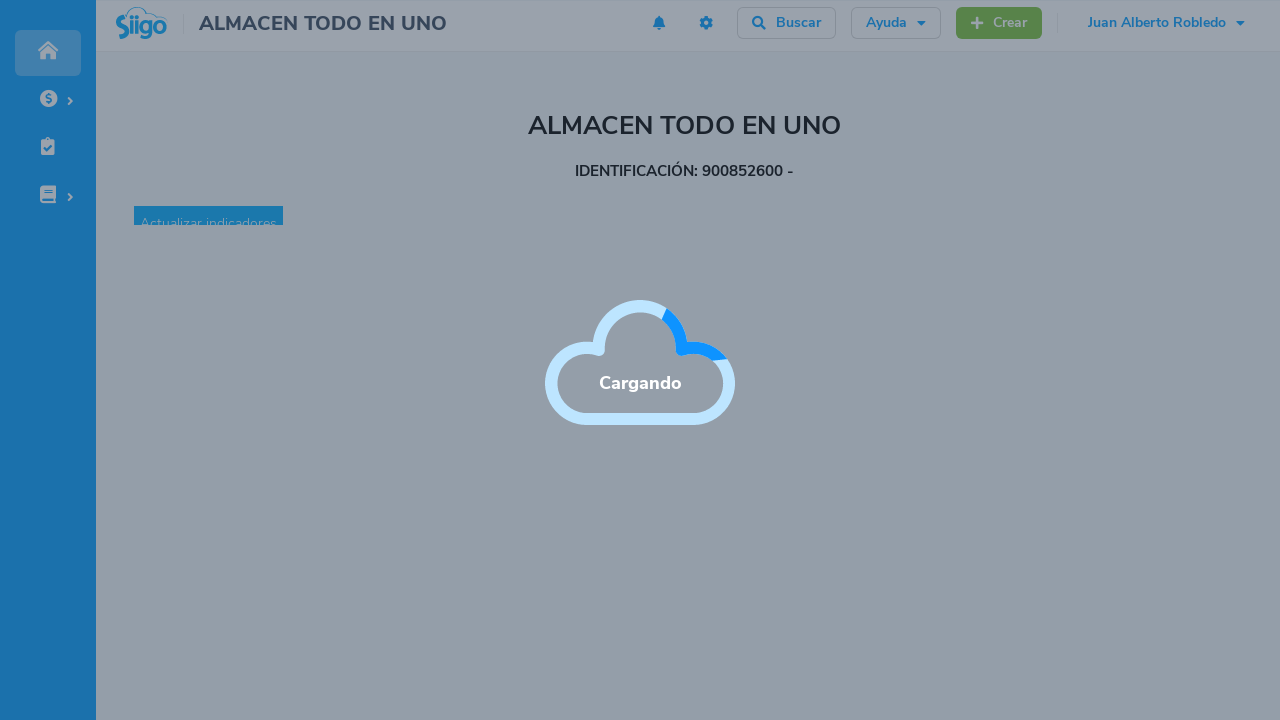 Siigo
ALMACEN TODO EN UNO
Buscar
Ayuda
Crear
Juan Alberto Robledo
ALMACEN TODO EN UNO
IDENTIFICACIÓN: 900852600 -
Actualizar indicadores
Cargando